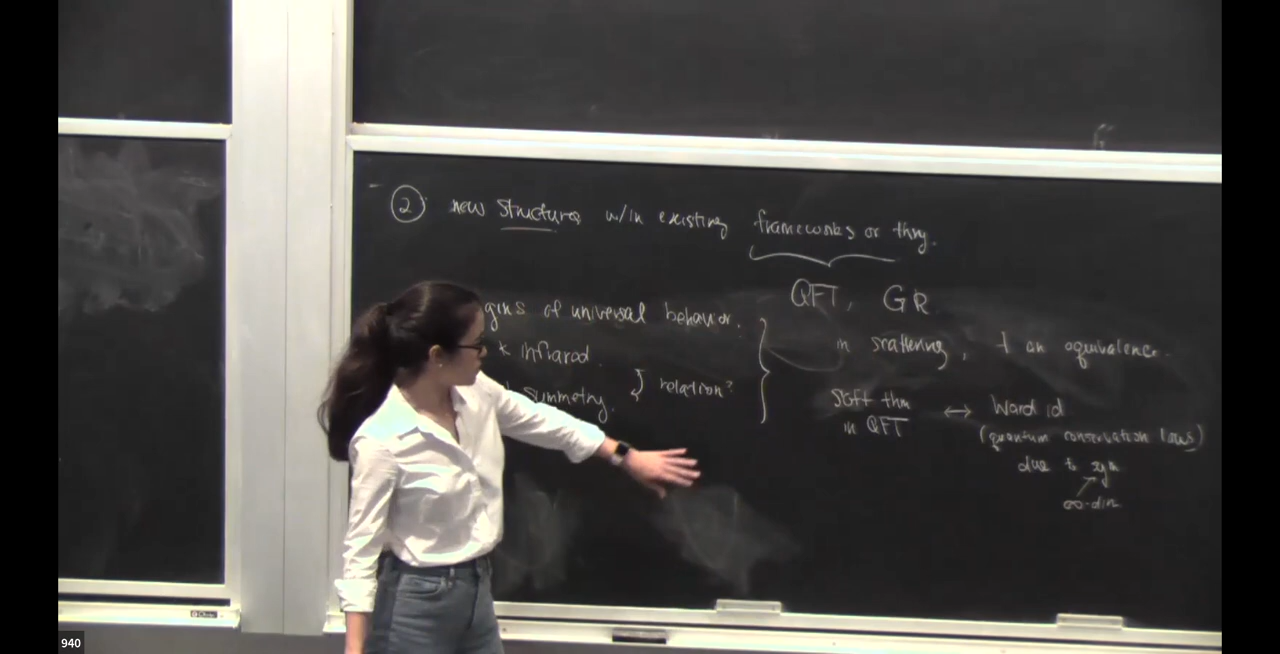 ② new structures w/in existing frameworks or thry.
QFT, GR
gins of universal behavior.
* infrared.
symmetry. relation?
in scattering, ∃ an equivalence.
soft thm in QFT ↔ Ward id
(quantum conservation laws)
due to sym
∞-dim
940